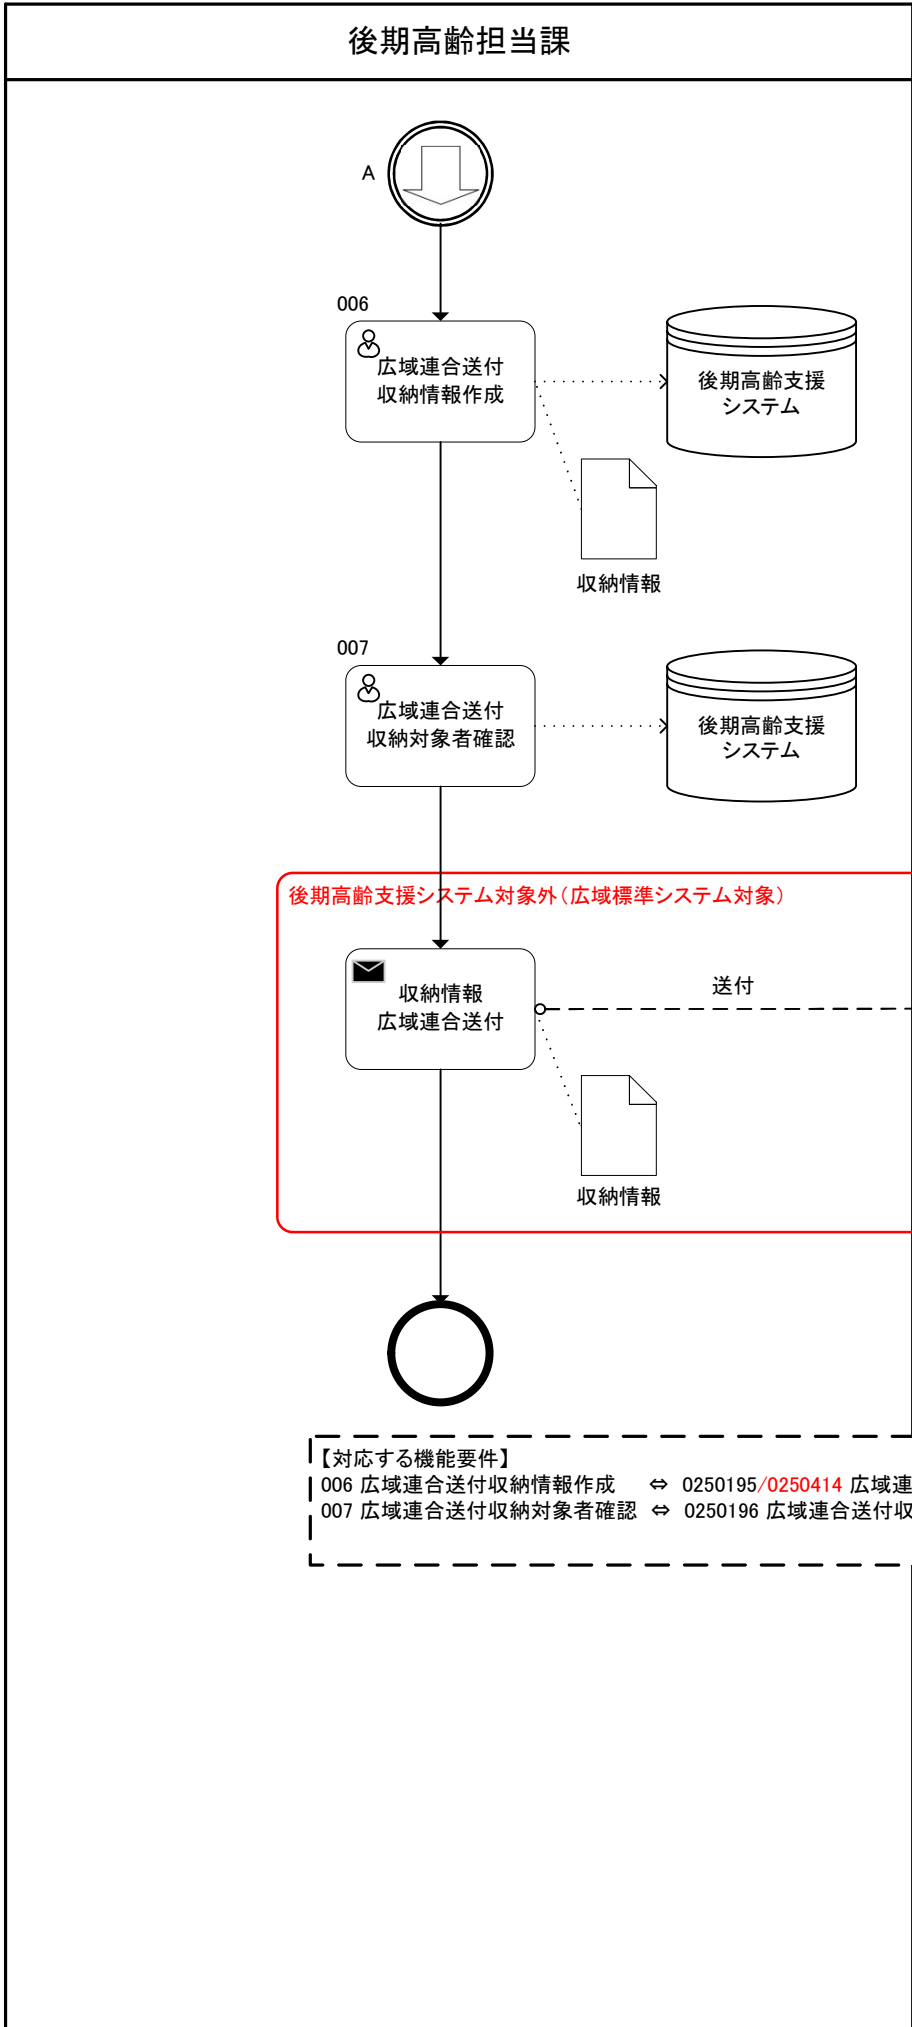 後期高齢担当課
A
006
広域連合送付
収納情報作成
後期高齢支援
システム
収納情報
007
広域連合送付
収納対象者確認
後期高齢支援
システム
後期高齢支援システム対象外（広域標準システム対象）
収納情報
広域連合送付
送付
収納情報
【対応する機能要件】
006 広域連合送付収納情報作成 ⇔ 0250195/0250414 広域連
007 広域連合送付収納対象者確認 ⇔ 0250196 広域連合送付収